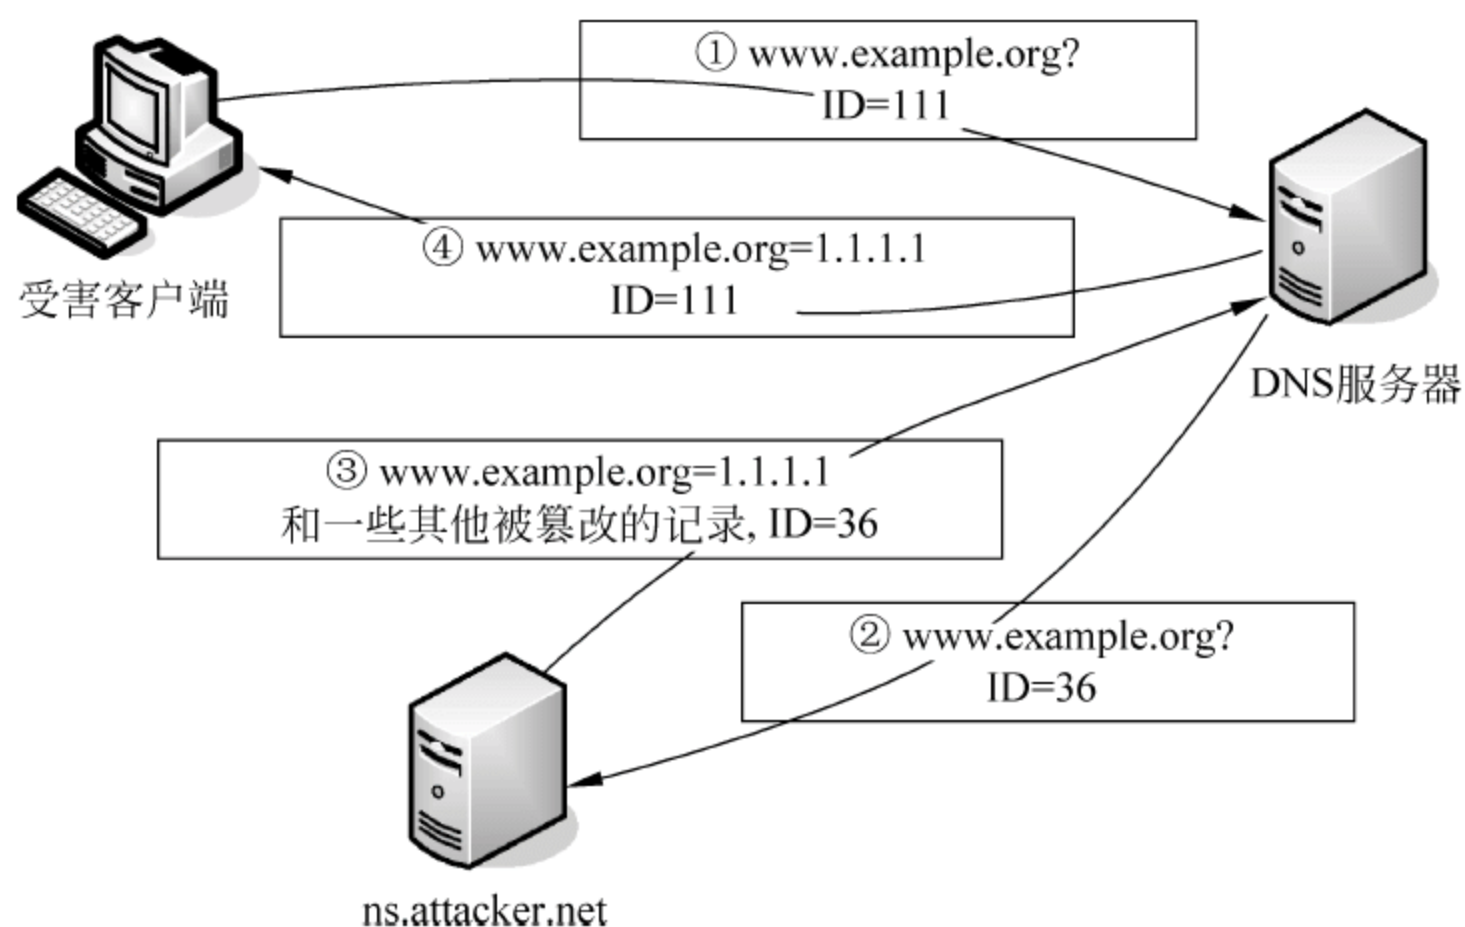 ① www.example.org?
ID=111
④ www.example.org=1.1.1.1
ID=111
受害客户端
DNS服务器
③ www.example.org=1.1.1.1
和一些其他被篡改的记录, ID=36
② www.example.org?
ID=36
ns.attacker.net